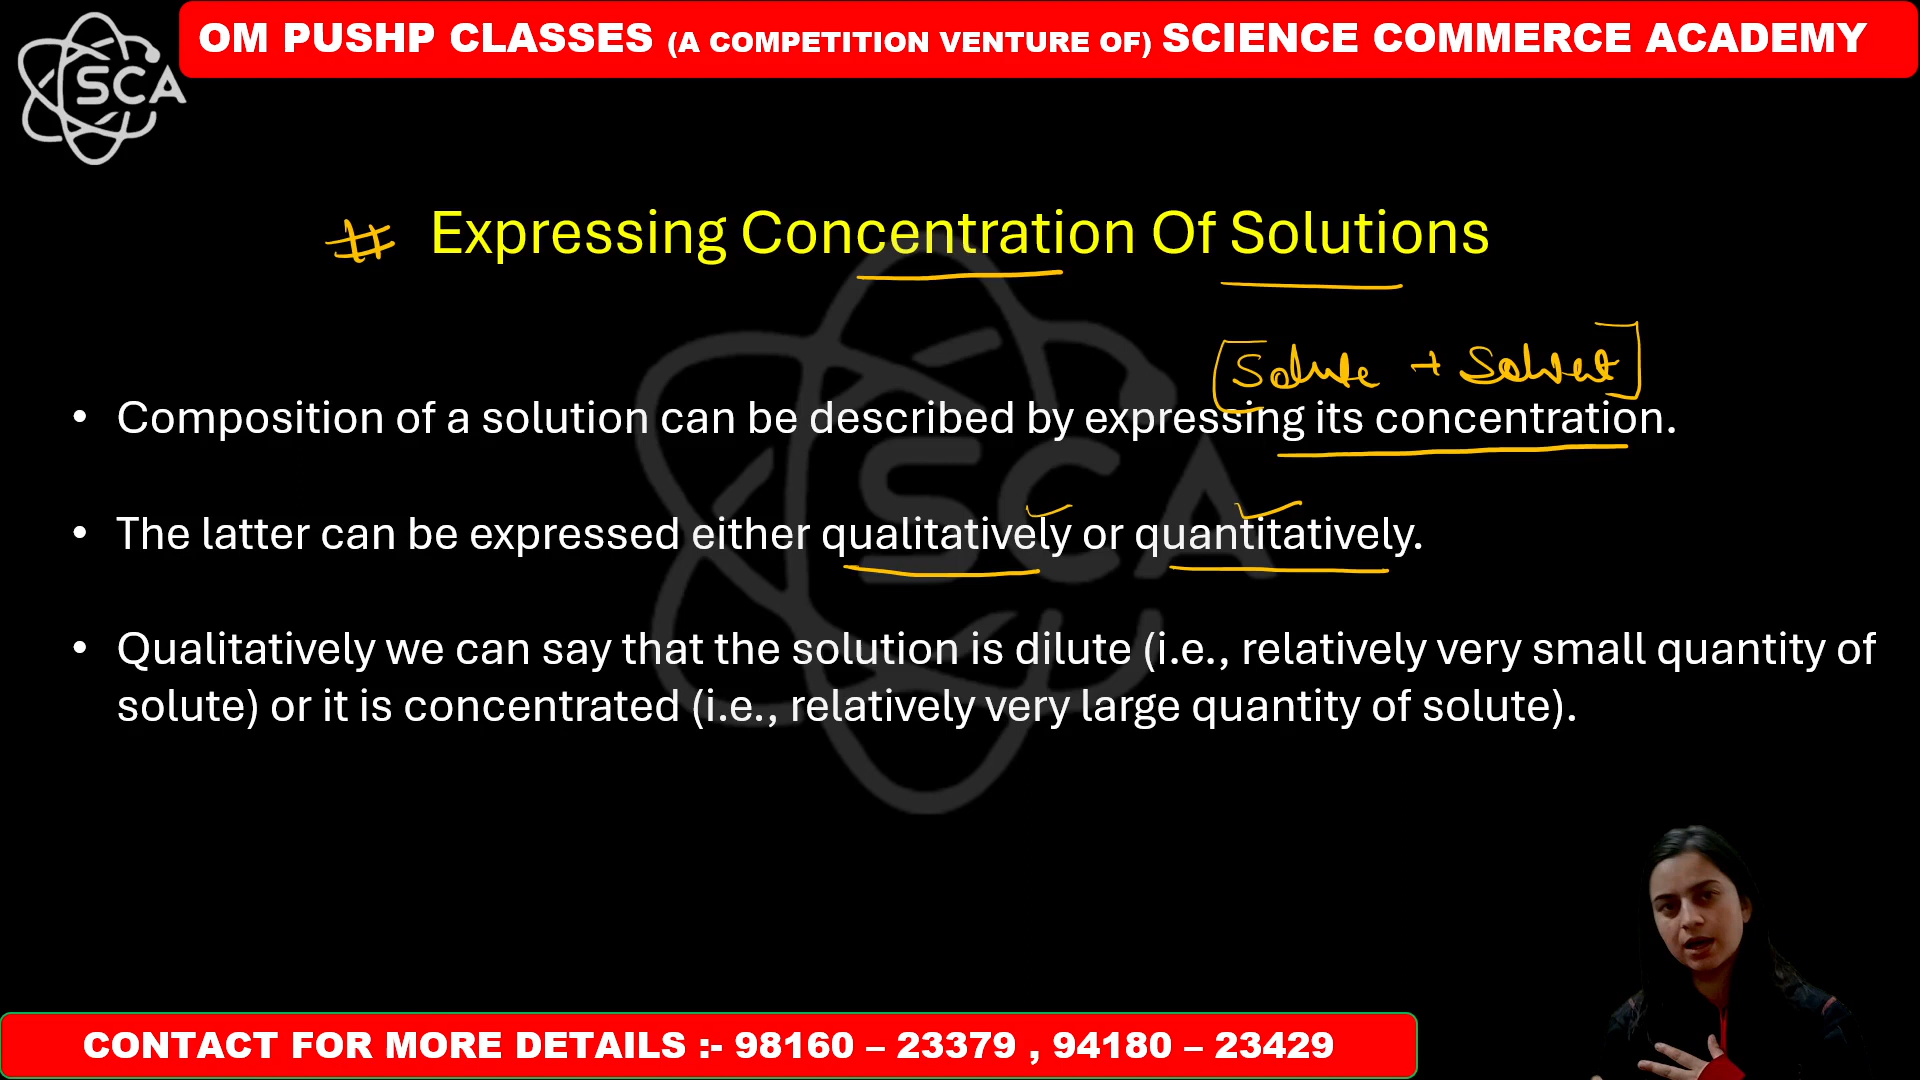 OM PUSHP CLASSES (A COMPETITION VENTURE OF) SCIENCE COMMERCE ACADEMY
SCA
# Expressing Concentration Of Solutions
[Solute + Solvent]
• Composition of a solution can be described by expressing its concentration.
• The latter can be expressed either qualitatively or quantitatively.
SCA
• Qualitatively we can say that the solution is dilute (i.e., relatively very small quantity of
solute) or it is concentrated (i.e., relatively very large quantity of solute).
CONTACT FOR MORE DETAILS :- 98160 – 23379 , 94180 – 23429